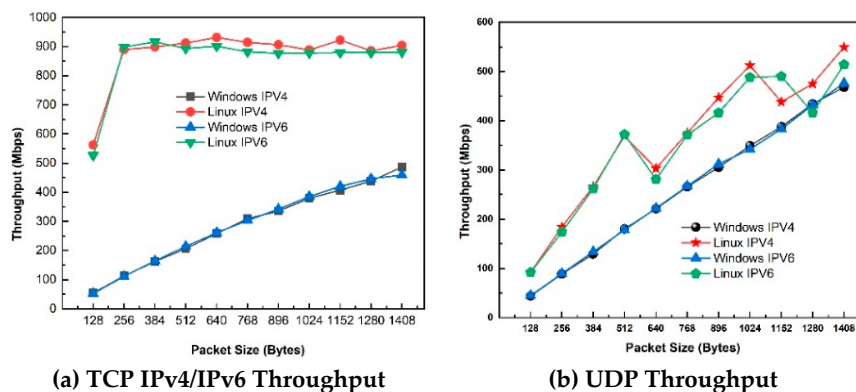 1000
900
800
700
600
500
400
300
200
100
0
Throughput (Mbps)
Windows IPV4
Linux IPV4
Windows IPV6
Linux IPV6
128 256 384 512 640 768 896 1024 1152 1280 1408
Packet Size (Bytes)
(a) TCP IPv4/IPv6 Throughput
600
500
400
300
200
100
0
Throughput (Mbps)
Windows IPV4
Linux IPV4
Windows IPV6
Linux IPV6
128 256 384 512 640 768 896 1024 1152 1280 1408
Packet Size (Bytes)
(b) UDP Throughput